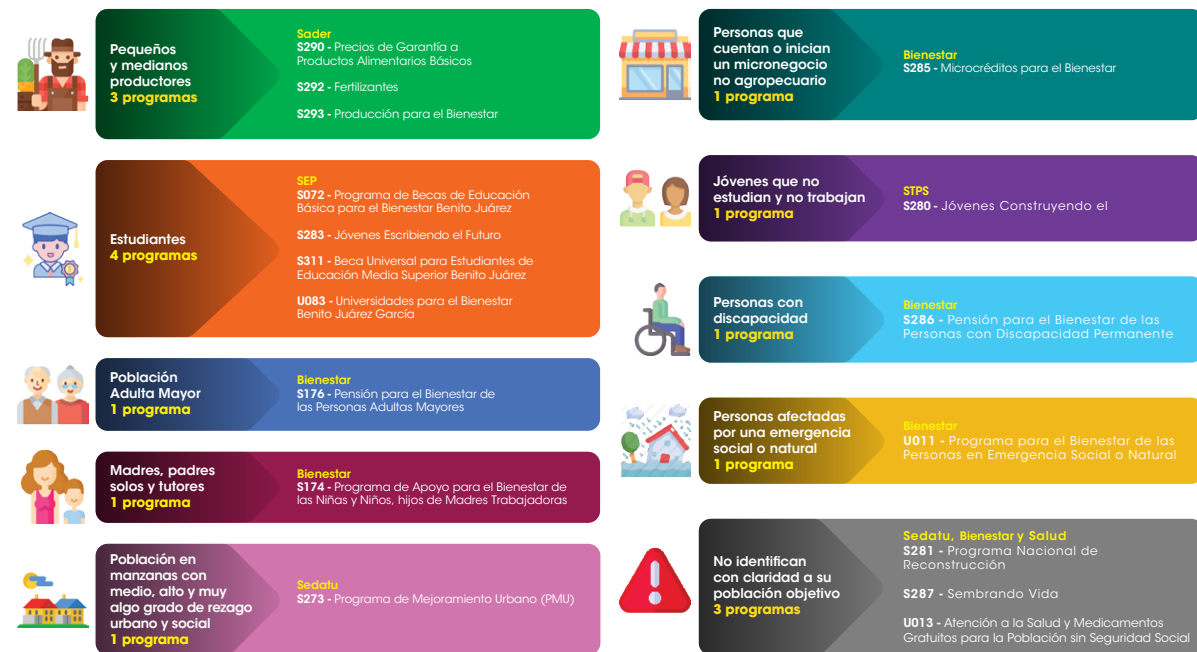 Pequeños
y medianos
productores
3 programas
Sader
S290 - Precios de Garantía a
Productos Alimentarios Básicos
S292 - Fertilizantes
S293 - Producción para el Bienestar
Estudiantes
4 programas
SEP
S072 - Programa de Becas de Educación
Básica para el Bienestar Benito Juárez
S283 - Jóvenes Escribiendo el Futuro
S311 - Beca Universal para Estudiantes de
Educación Media Superior Benito Juárez
U083 - Universidades para el Bienestar
Benito Juárez García
Población
Adulta Mayor
1 programa
Bienestar
S176 - Pensión para el Bienestar de
las Personas Adultas Mayores
Madres, padres
solos y tutores
1 programa
Bienestar
S174 - Programa de Apoyo para el Bienestar de
las Niñas y Niños, hijos de Madres Trabajadoras
Población en
manzanas con
medio, alto y muy
algo grado de rezago
urbano y social
1 programa
Sedatu
S273 - Programa de Mejoramiento Urbano (PMU)
Personas que
cuentan o inician
un micronegocio
no agropecuario
1 programa
Bienestar
S285 - Microcréditos para el Bienestar
Jóvenes que no
estudian y no trabajan
1 programa
STPS
S280 - Jóvenes Construyendo el
Personas con
discapacidad
1 programa
Bienestar
S286 - Pensión para el Bienestar de las
Personas con Discapacidad Permanente
Personas afectadas
por una emergencia
social o natural
1 programa
Bienestar
U011 - Programa para el Bienestar de las
Personas en Emergencia Social o Natural
No identifican
con claridad a su
población objetivo
3 programas
Sedatu, Bienestar y Salud
S281 - Programa Nacional de
Reconstrucción
S287 - Sembrando Vida
U013 - Atención a la Salud y Medicamentos
Gratuitos para la Población sin Seguridad Social